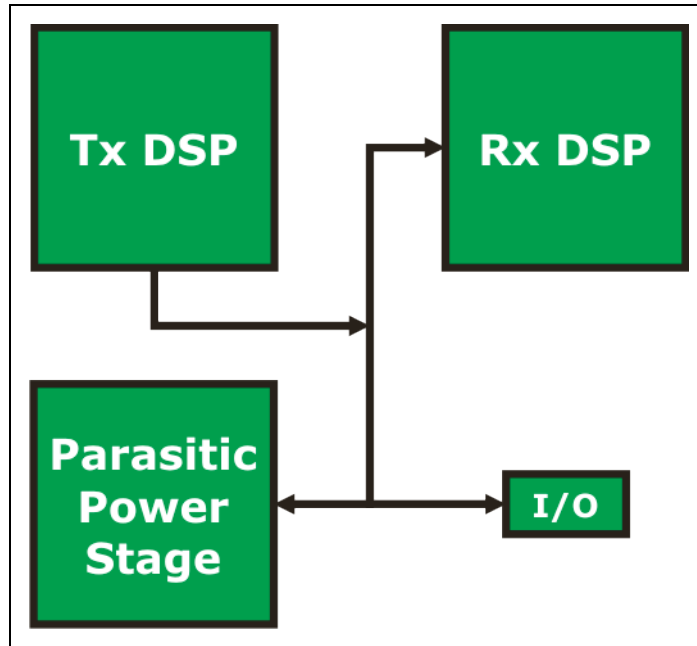 Tx DSP
Rx DSP
Parasitic
Power
Stage
I/O